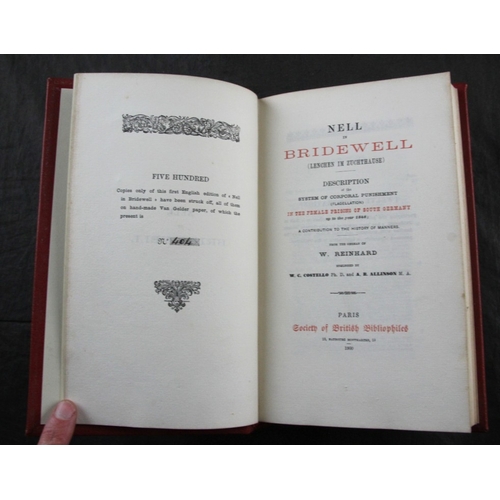 FIVE HUNDRED
Copies only of this first English edition of « Nell
in Bridewell » have been struck off, all of them
on hand-made Van Gelder paper, of which the
present is
No 404
NELL
IN
BRIDEWELL
(LENCHEN IM ZUCHTHAUSE)
DESCRIPTION
OF THE
SYSTEM OF CORPORAL PUNISHMENT
(FLAGELLATION)
IN THE FEMALE PRISONS OF SOUTH GERMANY
up to the year 1848;
A CONTRIBUTION TO THE HISTORY OF MANNERS.
FROM THE GERMAN OF
W. REINHARD
W. C. COSTELLO Ph. D. and A. R. ALLINSON M. A.
PARIS
Society of British Bibliophiles
1900